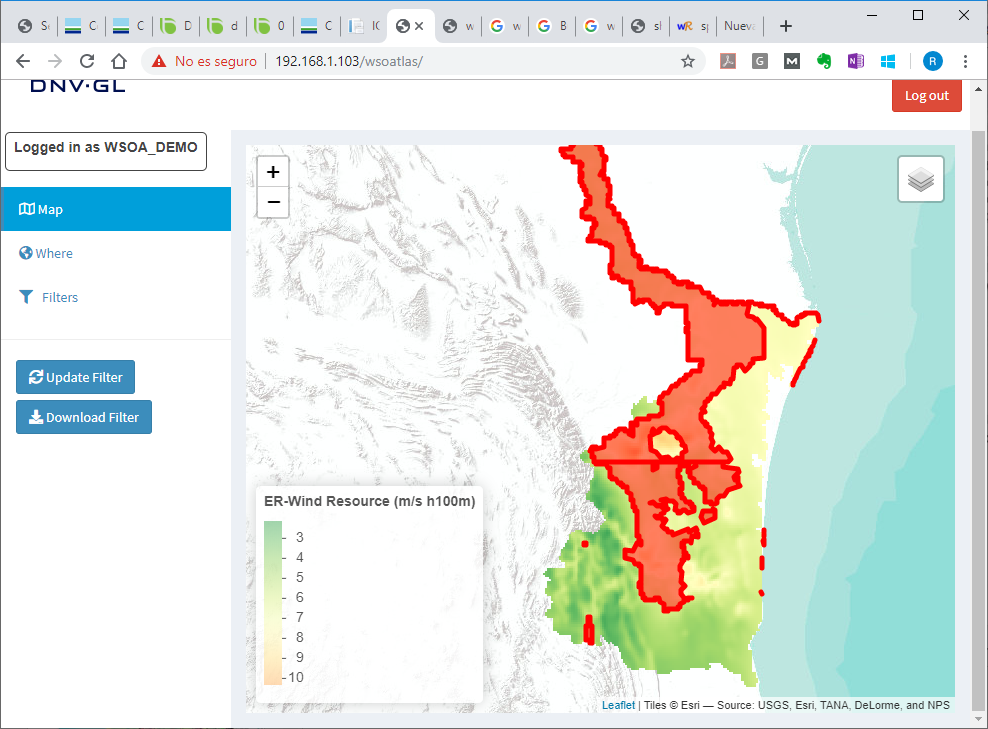 S
C
C
D
d
0
C
IC
w
w
B
w
sl
wR sp
Nueva
No es seguro | 192.168.1.103/wsoatlas/
R
DNV·GL
Log out
Logged in as WSOA_DEMO
Map
Where
Filters
Update Filter
Download Filter
+
−
ER-Wind Resource (m/s h100m)
3
4
5
6
7
8
9
10
Leaflet | Tiles © Esri — Source: USGS, Esri, TANA, DeLorme, and NPS